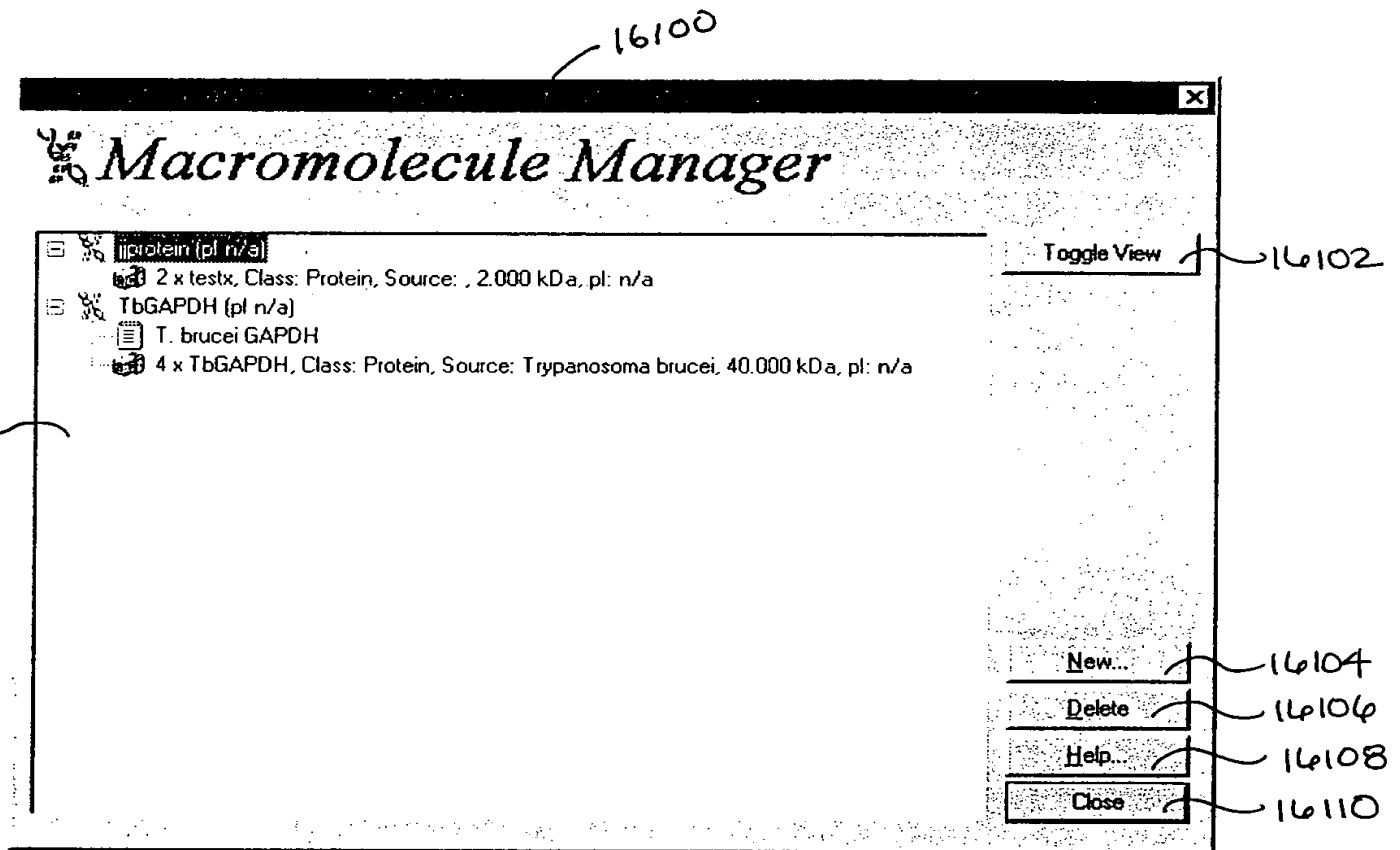 16100
Macromolecule Manager
jjprotein (pI n/a)
2 x testx, Class: Protein, Source: , 2.000 kDa, pI: n/a
TbGAPDH (pI n/a)
T. brucei GAPDH
4 x TbGAPDH, Class: Protein, Source: Trypanosoma brucei, 40.000 kDa, pI: n/a
Toggle View 16102
New... 16104
Delete 16106
Help... 16108
Close 16110